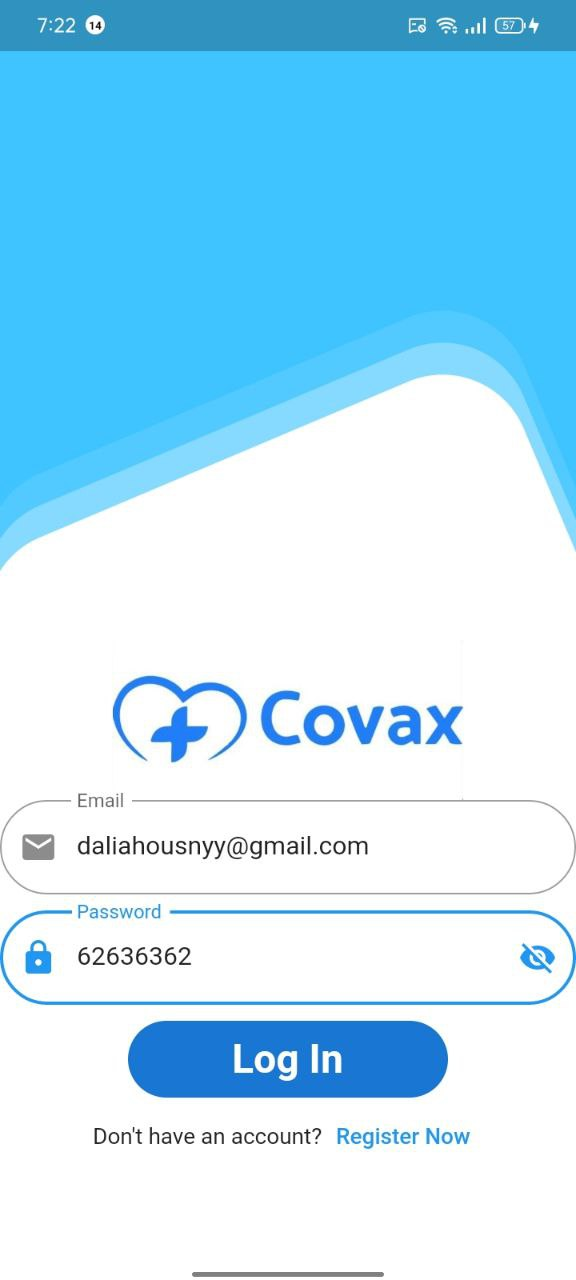 7:22 14 57
Covax
Email
daliahousnyy@gmail.com
Password
62636362
Log In
Don't have an account? Register Now